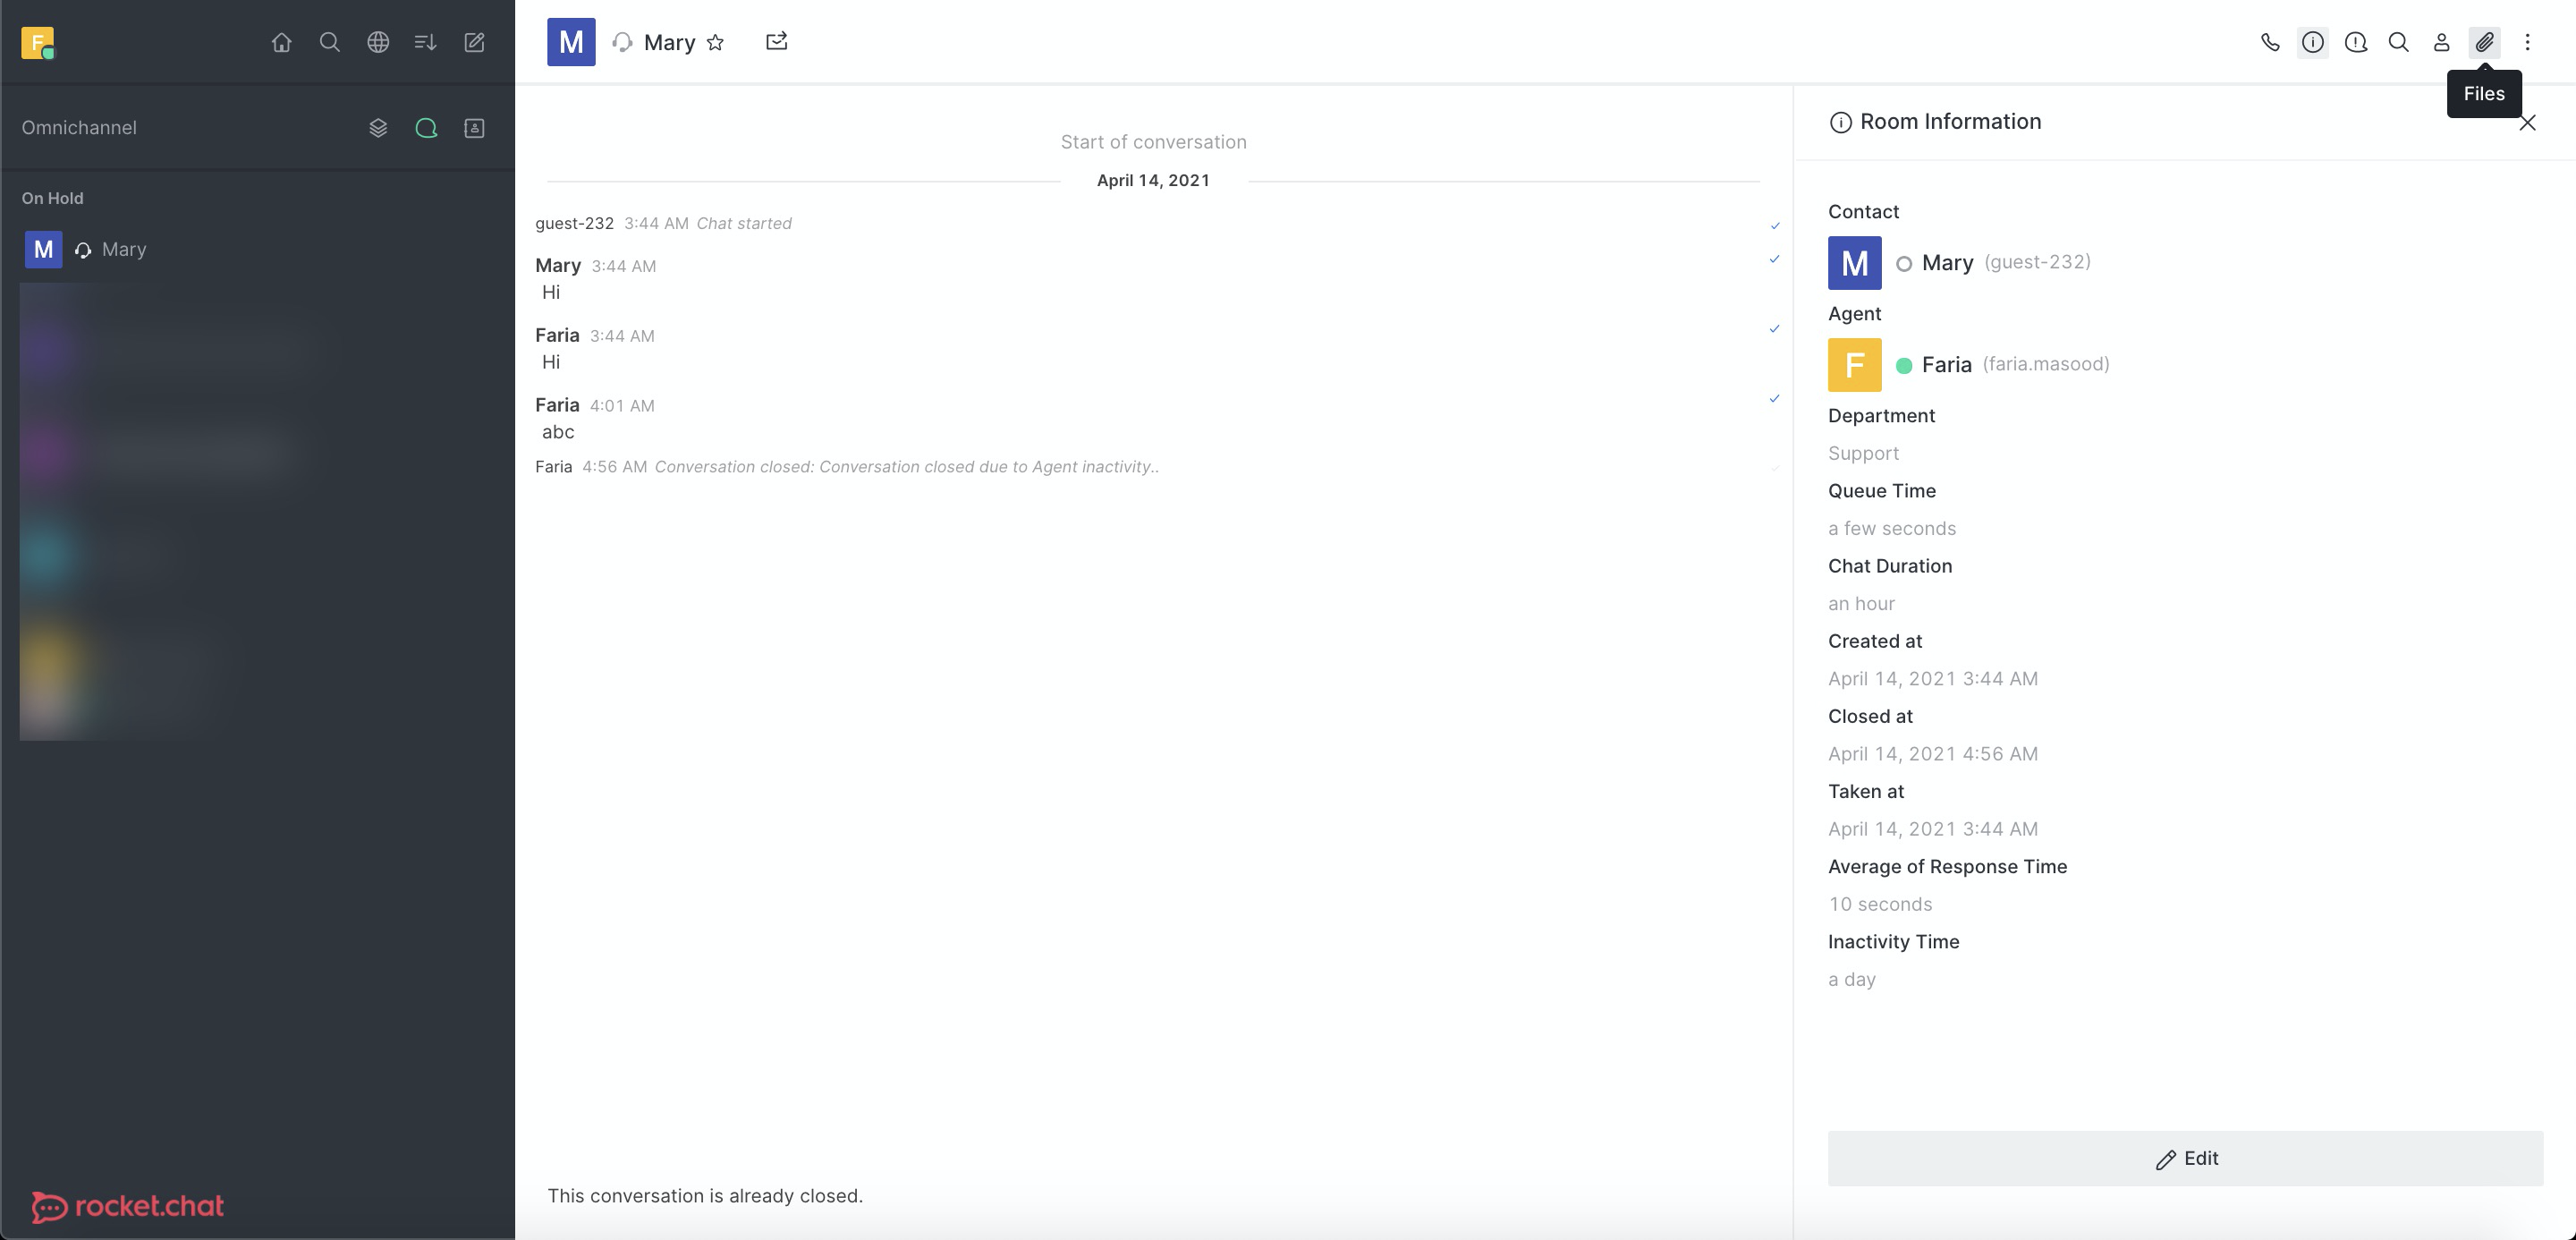 F
Omnichannel
On Hold
M Mary
rocket.chat
M Mary
Start of conversation
April 14, 2021
guest-232 3:44 AM Chat started
Mary 3:44 AM
Hi
Faria 3:44 AM
Hi
Faria 4:01 AM
abc
Faria 4:56 AM Conversation closed: Conversation closed due to Agent inactivity..
This conversation is already closed.
Files
Room Information
Contact
M Mary (guest-232)
Agent
F Faria (faria.masood)
Department
Support
Queue Time
a few seconds
Chat Duration
an hour
Created at
April 14, 2021 3:44 AM
Closed at
April 14, 2021 4:56 AM
Taken at
April 14, 2021 3:44 AM
Average of Response Time
10 seconds
Inactivity Time
a day
Edit